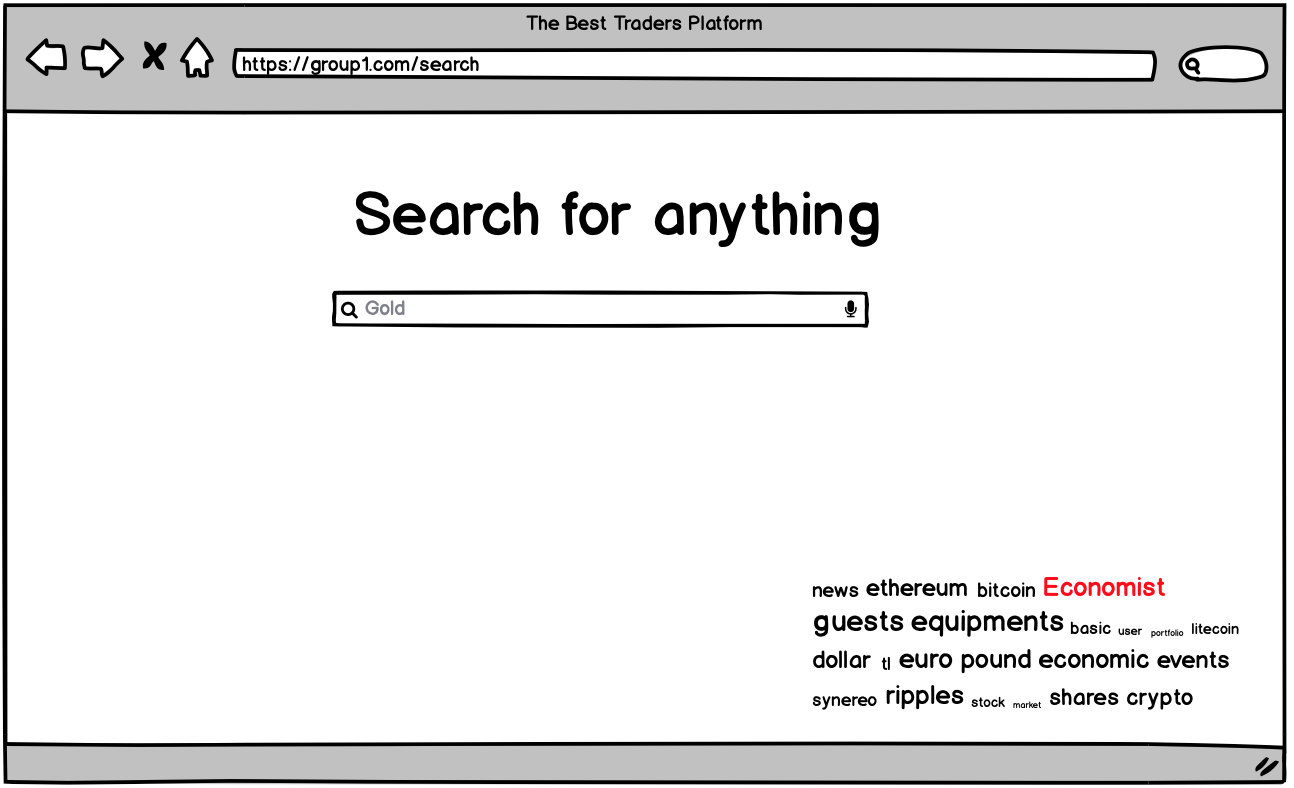 The Best Traders Platform
https://group1.com/search
Search for anything
Gold
news ethereum bitcoin Economist
guests equipments basic user portfolio litecoin
dollar tl euro pound economic events
synereo ripples stock market shares crypto